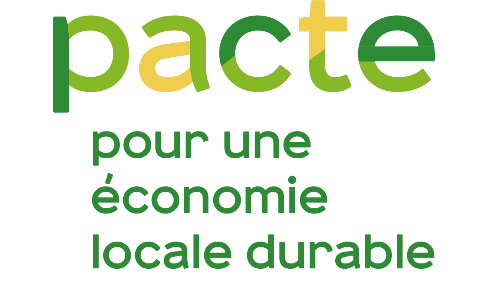 pacte
pour une
économie
locale durable